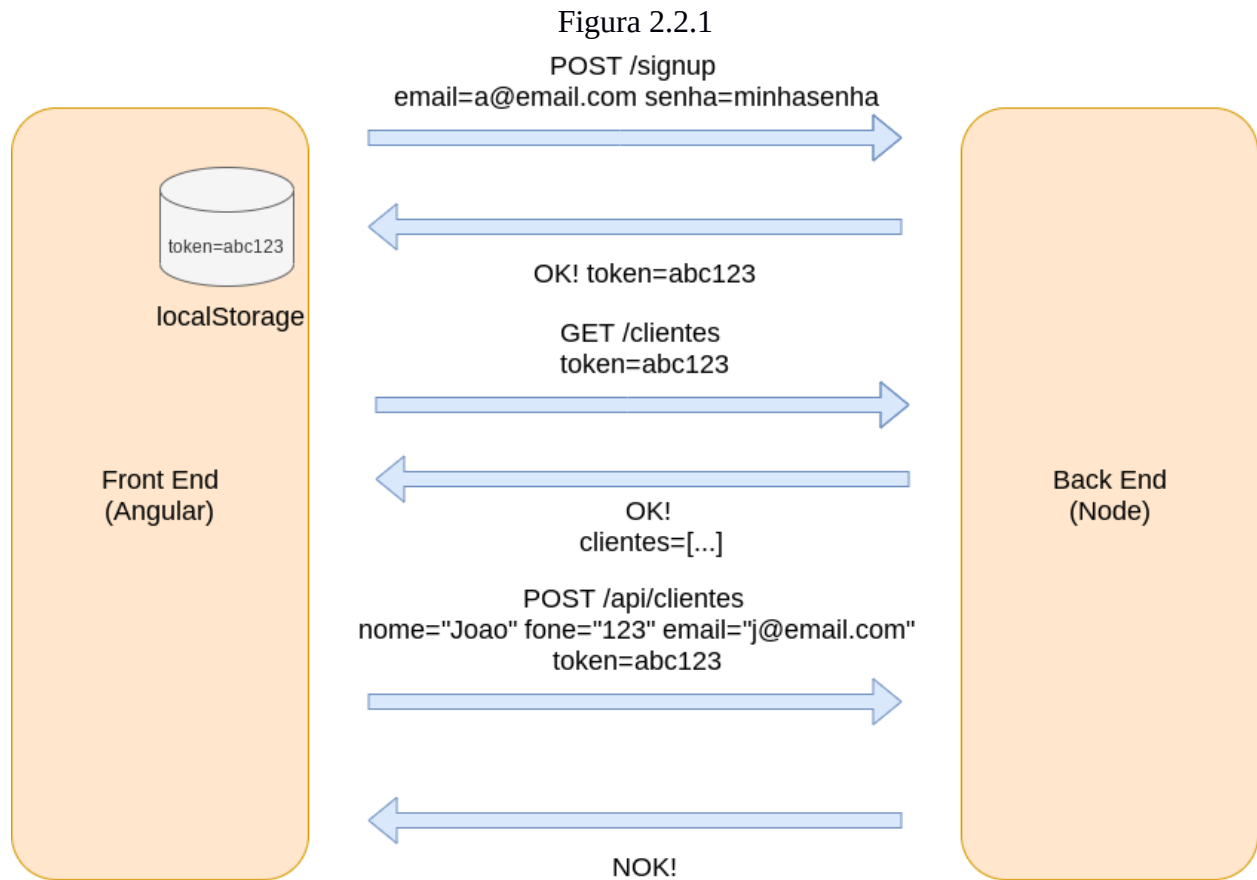 Figura 2.2.1
POST /signup
email=a@email.com senha=minhasenha
token=abc123
localStorage
OK! token=abc123
GET /clientes
token=abc123
Front End
(Angular)
Back End
(Node)
OK!
clientes=[...]
POST /api/clientes
nome="Joao" fone="123" email="j@email.com"
token=abc123
NOK!